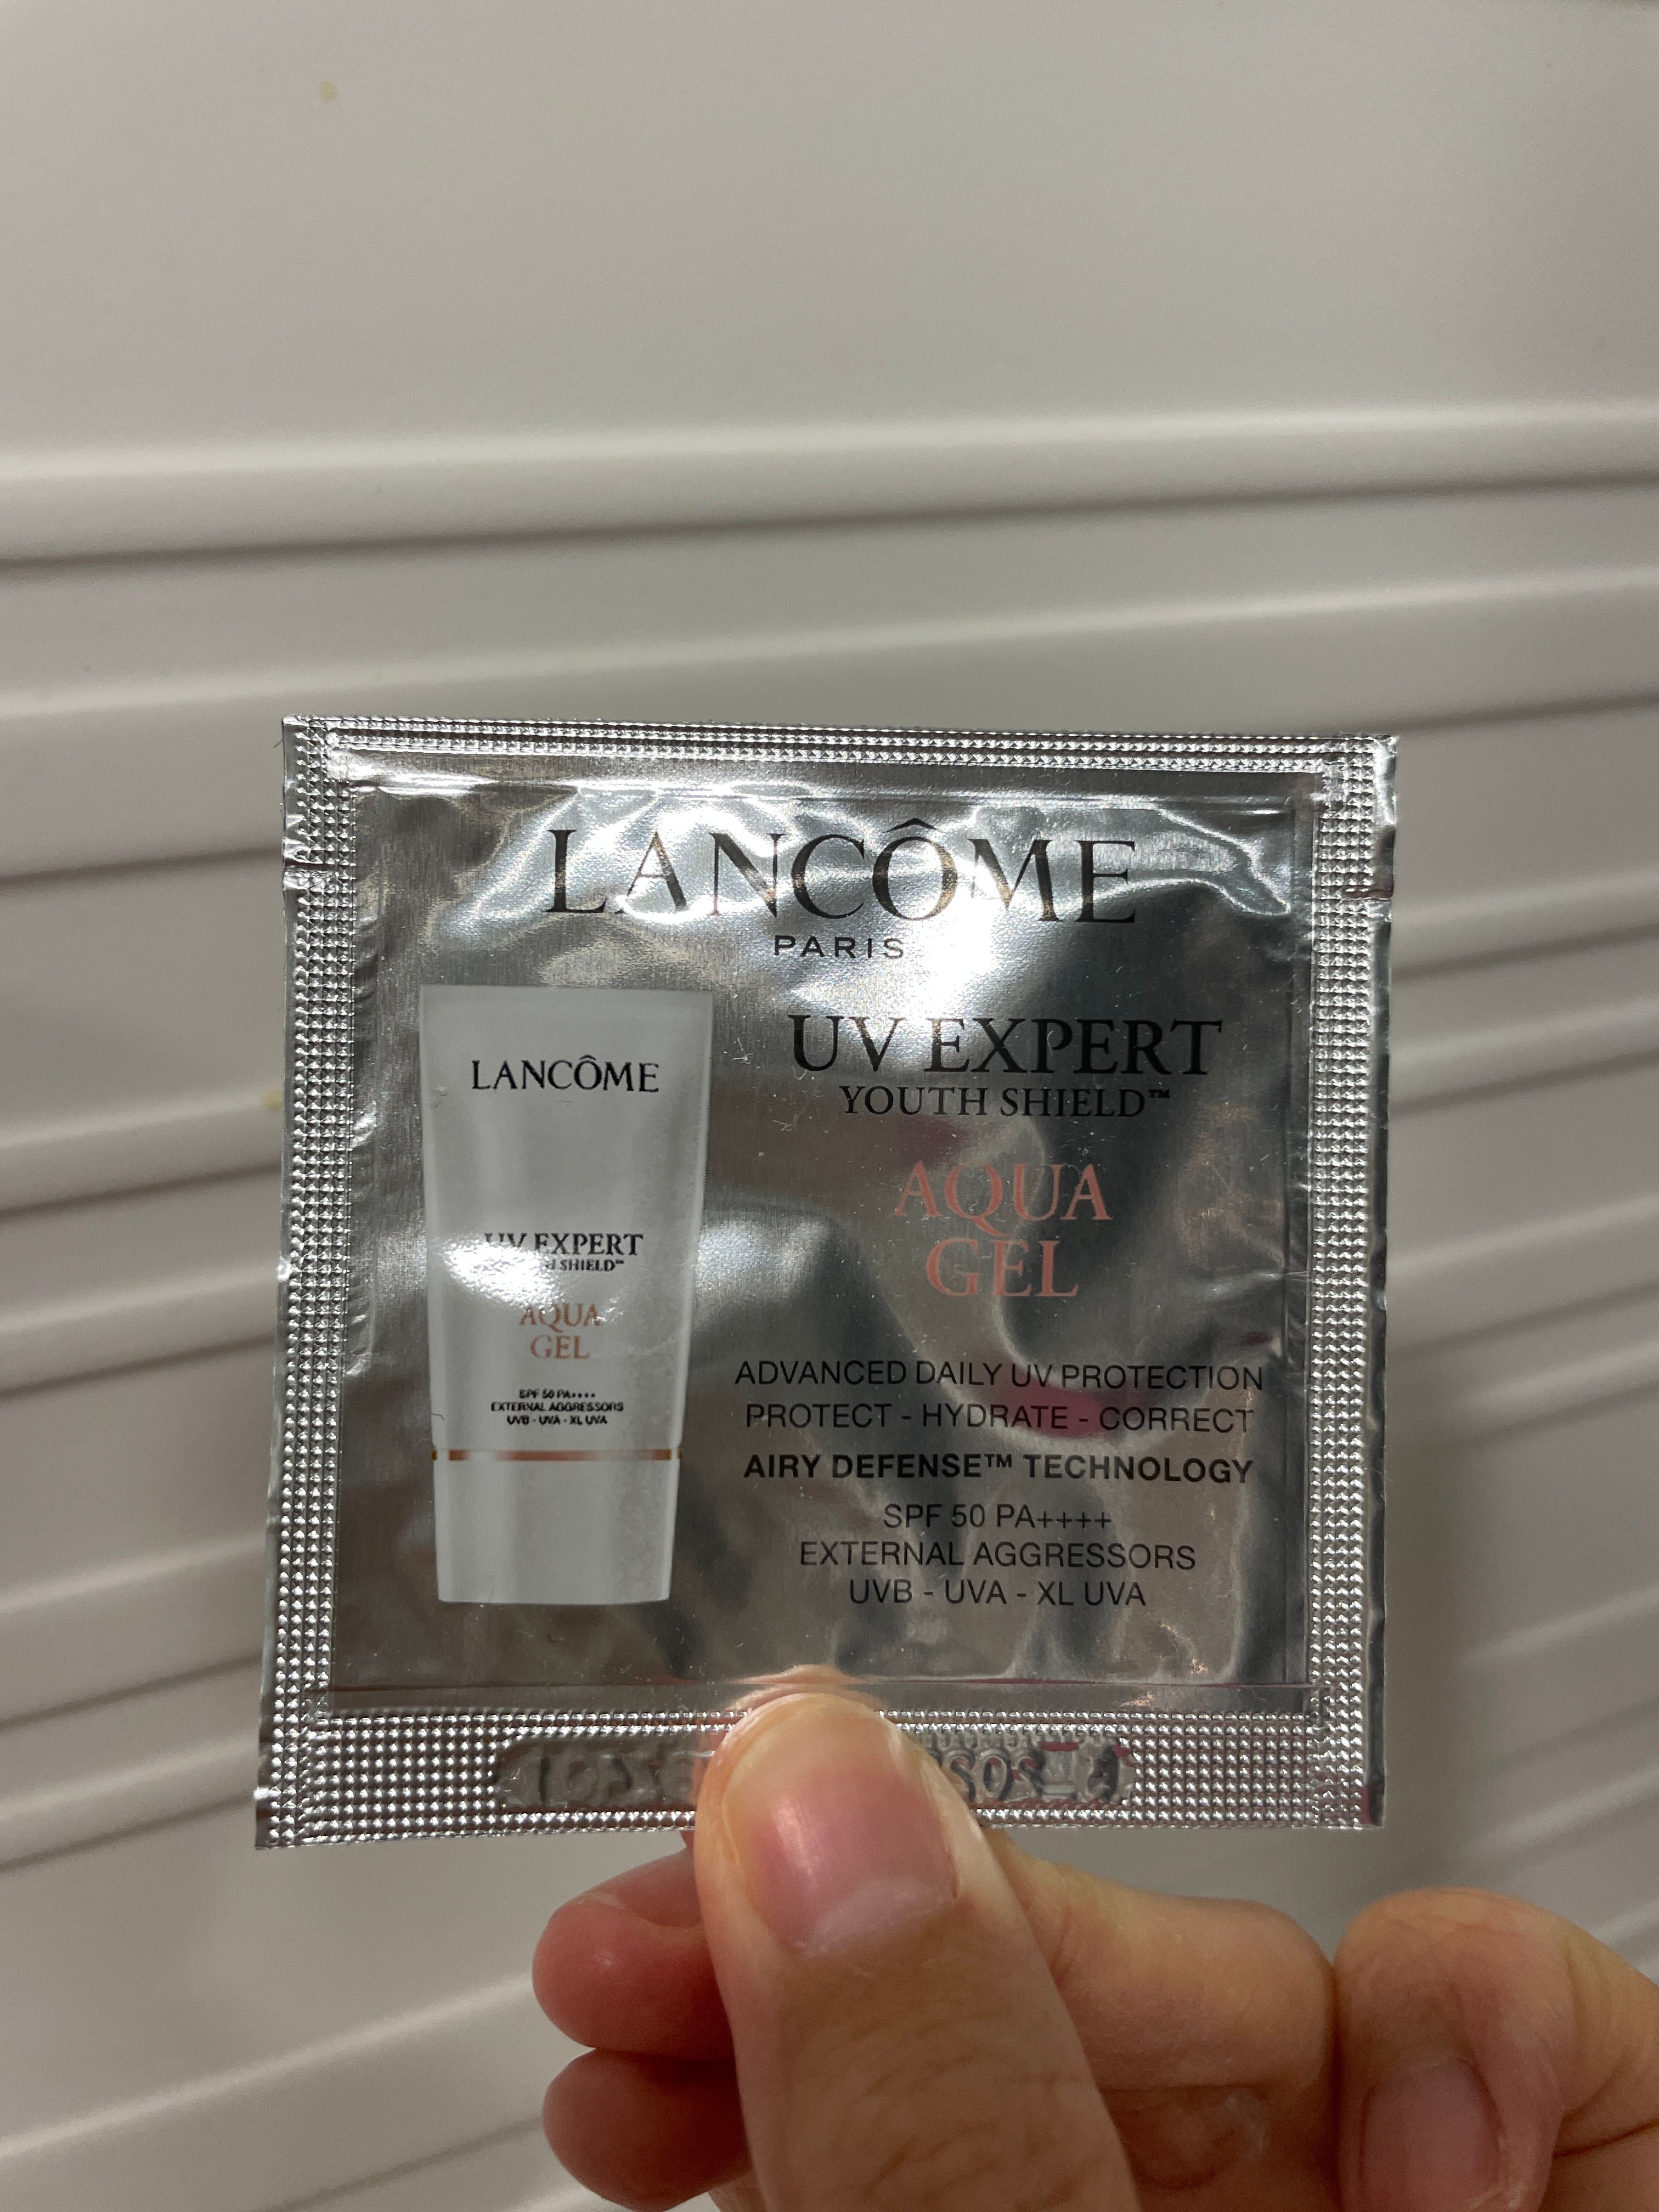 LANCÔME
PARIS
LANCÔME
UV EXPERT
SHIELD™
AQUA
GEL
SPF 50 PA++++
EXTERNAL AGGRESSORS
UVB - UVA - XL UVA
UV EXPERT
YOUTH SHIELD™
AQUA
GEL
ADVANCED DAILY UV PROTECTION
PROTECT - HYDRATE - CORRECT
AIRY DEFENSE™ TECHNOLOGY
SPF 50 PA++++
EXTERNAL AGGRESSORS
UVB - UVA - XL UVA